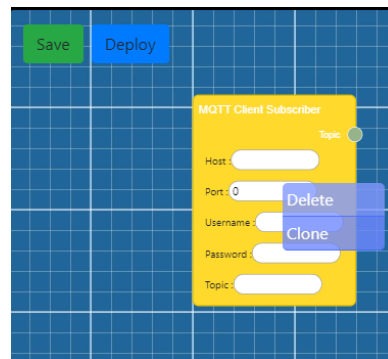 Save Deploy
MQTT Client Subscriber
Topic
Host :
Port : 0
Delete
Username :
Clone
Password :
Topic :